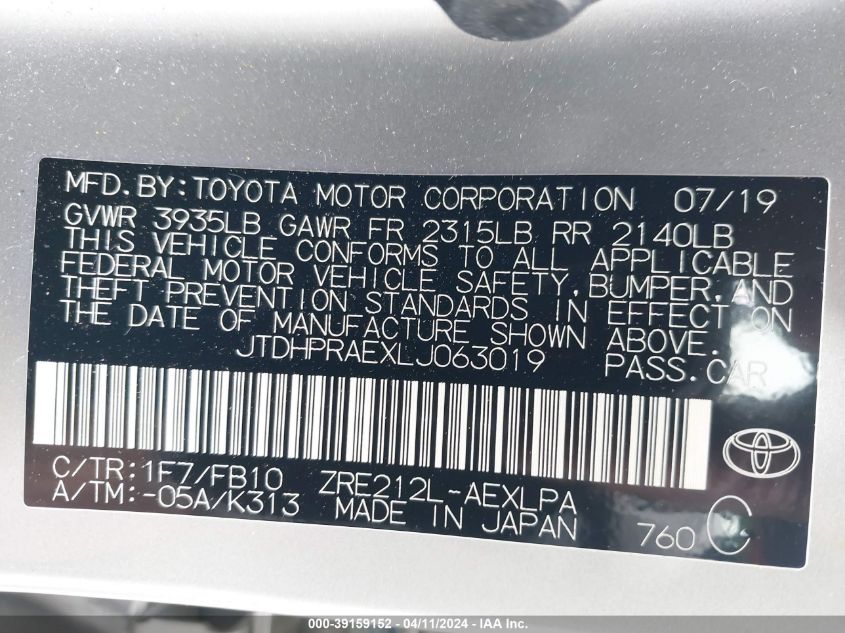 MFD.BY:TOYOTA MOTOR CORPORATION 07/19
GVWR 3935LB GAWR FR 2315LB RR 2140LB
THIS VEHICLE CONFORMS TO ALL APPLICABLE
FEDERAL MOTOR VEHICLE SAFETY,BUMPER,AND
THEFT PREVENTION STANDARDS IN EFFECT ON
THE DATE OF MANUFACTURE SHOWN ABOVE.
JTDHPRAEXLJ063019 PASS.CAR
C/TR:1F7/FB10 ZRE212L-AEXLPA
A/TM:-05A/K313 MADE IN JAPAN 760 C
000-39159152 - 04/11/2024 - IAA Inc.